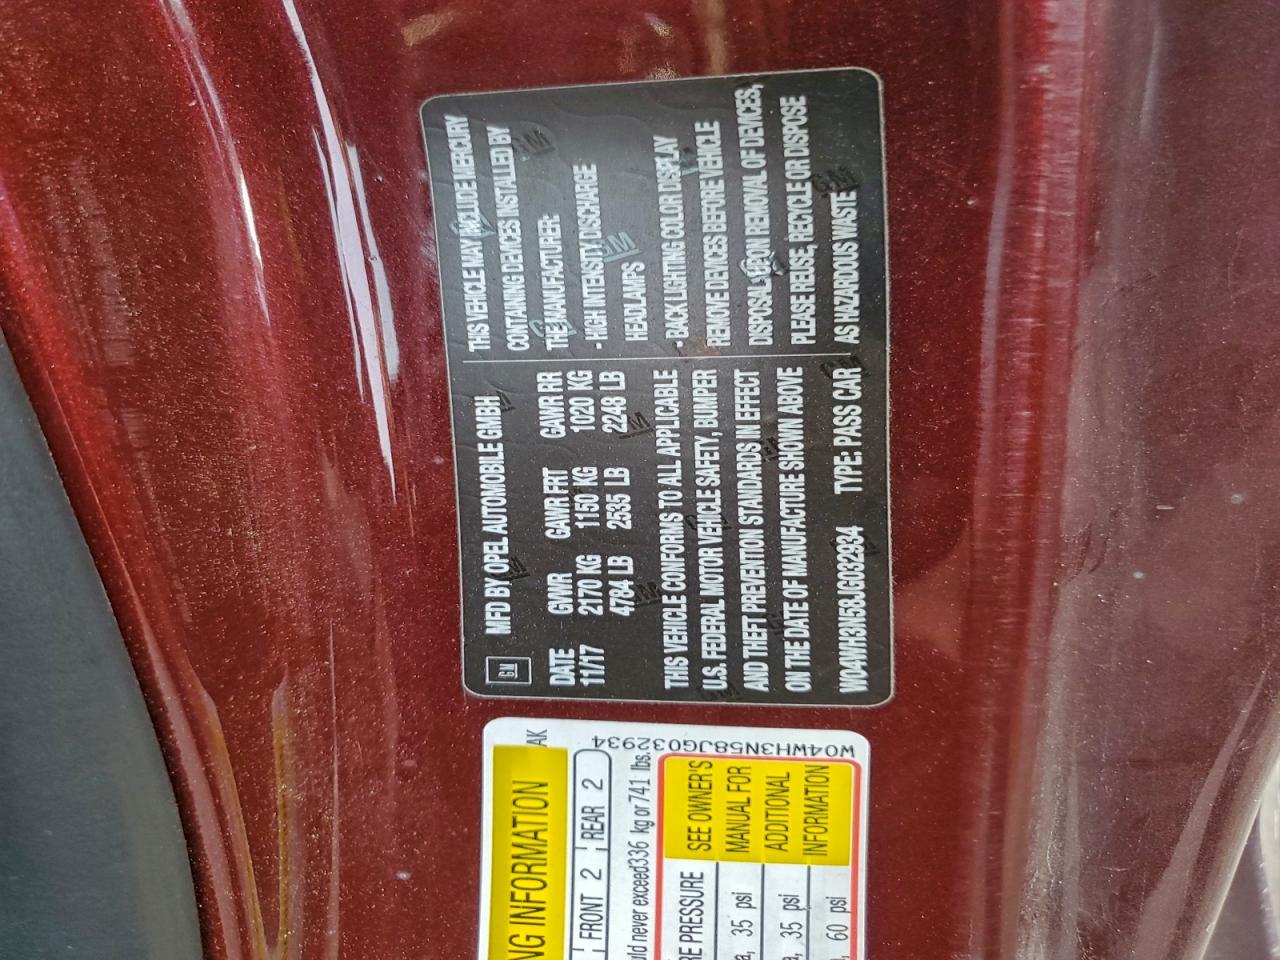 GM
MFD BY OPEL AUTOMOBILE GMBH
DATE GVWR GAWR FRT GAWR RR
11/17 2170 KG 1150 KG 1020 KG
4784 LB 2535 LB 2248 LB
THIS VEHICLE CONFORMS TO ALL APPLICABLE
U.S. FEDERAL MOTOR VEHICLE SAFETY, BUMPER
AND THEFT PREVENTION STANDARDS IN EFFECT
ON THE DATE OF MANUFACTURE SHOWN ABOVE
W04WH3N58JG032934 TYPE: PASS CAR
THIS VEHICLE MAY INCLUDE MERCURY
CONTAINING DEVICES INSTALLED BY
THE MANUFACTURER:
- HIGH INTENSITY DISCHARGE
HEADLAMPS
- BACK LIGHTING COLOR DISPLAY
REMOVE DEVICES BEFORE VEHICLE
DISPOSAL UPON REMOVAL OF DEVICES,
PLEASE REUSE, RECYCLE OR DISPOSE
AS HAZARDOUS WASTE
NG INFORMATION
AK
FRONT 2 REAR 2
uld never exceed 336 kg or 741 lbs.
W04WH3N58JG032934
RE PRESSURE
a, 35 psi
a, 35 psi
60 psi
SEE OWNER'S
MANUAL FOR
ADDITIONAL
INFORMATION